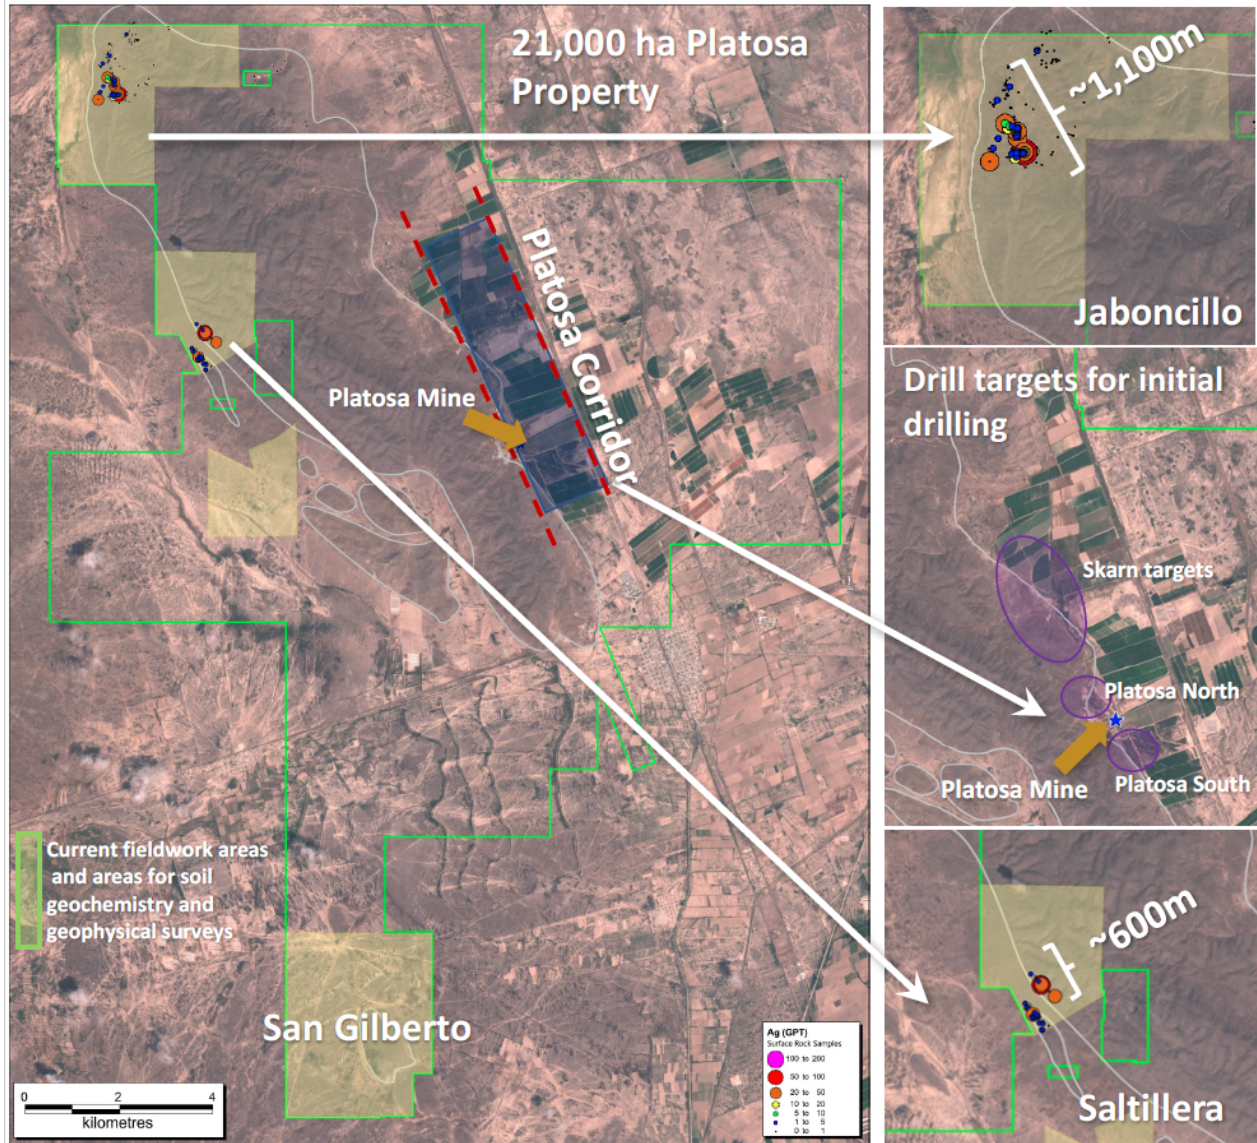 21,000 ha Platosa
Property
Platosa Corridor
Platosa Mine
Current fieldwork areas
and areas for soil
geochemistry and
geophysical surveys
San Gilberto
0 2 4
kilometres
Ag (GPT)
Surface Rock Samples
100 to 200
50 to 100
20 to 50
10 to 20
5 to 10
1 to 5
0 to 1
~1,100m
Jaboncillo
Drill targets for initial
drilling
Skarn targets
Platosa North
Platosa Mine
Platosa South
~600m
Saltillera